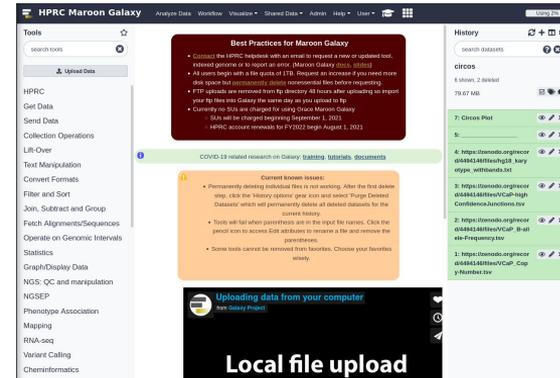 HPRC Maroon Galaxy
Analyze Data Workflow Visualize Shared Data Admin Help User
Using 2%
Tools
search tools
Upload Data
HPRC
Get Data
Send Data
Collection Operations
Lift-Over
Text Manipulation
Convert Formats
Filter and Sort
Join, Subtract and Group
Fetch Alignments/Sequences
Operate on Genomic Intervals
Statistics
Graph/Display Data
NGS: QC and manipulation
NGSEP
Phenotype Association
Mapping
RNA-seq
Variant Calling
Cheminformatics
Best Practices for Maroon Galaxy
Contact the HPRC helpdesk with an email to request a new or updated tool,
indexed genome or to report an error. (Maroon Galaxy docs, slides)
All users begin with a file quota of 1TB. Request an increase if you need more
disk space but permanently delete nonessential files before requesting.
FTP uploads are removed from ftp directory 48 hours after uploading so import
your ftp files into Galaxy the same day as you upload to ftp
Currently no SUs are charged for using Grace Maroon Galaxy
SUs will be charged beginning September 1, 2021
HPRC account renewals for FY2022 begin August 1, 2021
COVID-19 related research on Galaxy: training, tutorials, documents
Current known issues:
Permanently deleting individual files is not working. After the first delete
step, click the 'History options' gear icon and select 'Purge Deleted
Datasets' which will permanently delete all deleted datasets for the
current history.
Tools will fail when parenthesis are in the input file names. Click the
pencil icon to access Edit attributes to rename a file and remove the
parentheses.
Some tools cannot be removed from favorites. Choose your favorites
wisely.
Uploading data from your computer
from Galaxy Project
Local file upload
History
search datasets
circos
6 shown, 2 deleted
79.67 MB
7: Circos Plot
5:
4: https://zenodo.org/recor
d/4494146/files/hg18_kary
otype_withbands.txt
3: https://zenodo.org/recor
d/4494146/files/VCaP-high
ConfidenceJunctions.tsv
2: https://zenodo.org/recor
d/4494146/files/VCaP_B-all
ele-Frequency.tsv
1: https://zenodo.org/recor
d/4494146/files/VCaP_Cop
y-Number.tsv